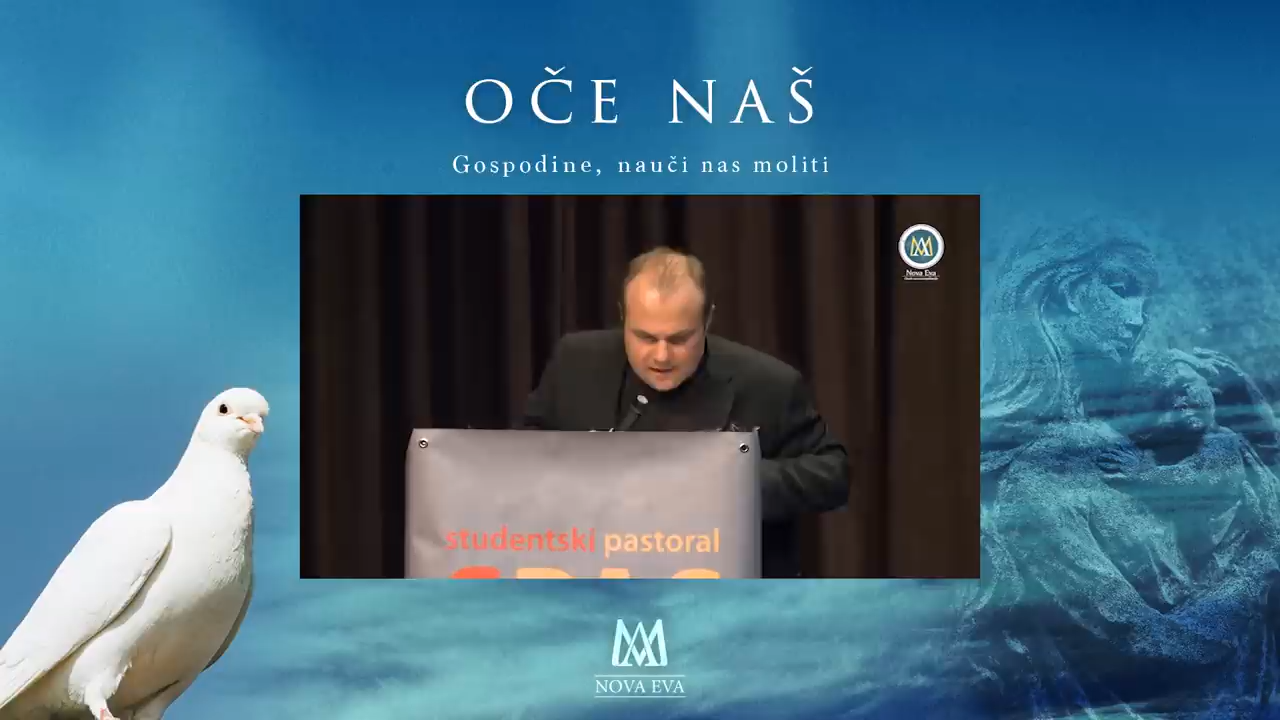 OČE NAŠ
Gospodine, nauči nas moliti
Nova Eva
studentski pastoral
NOVA EVA